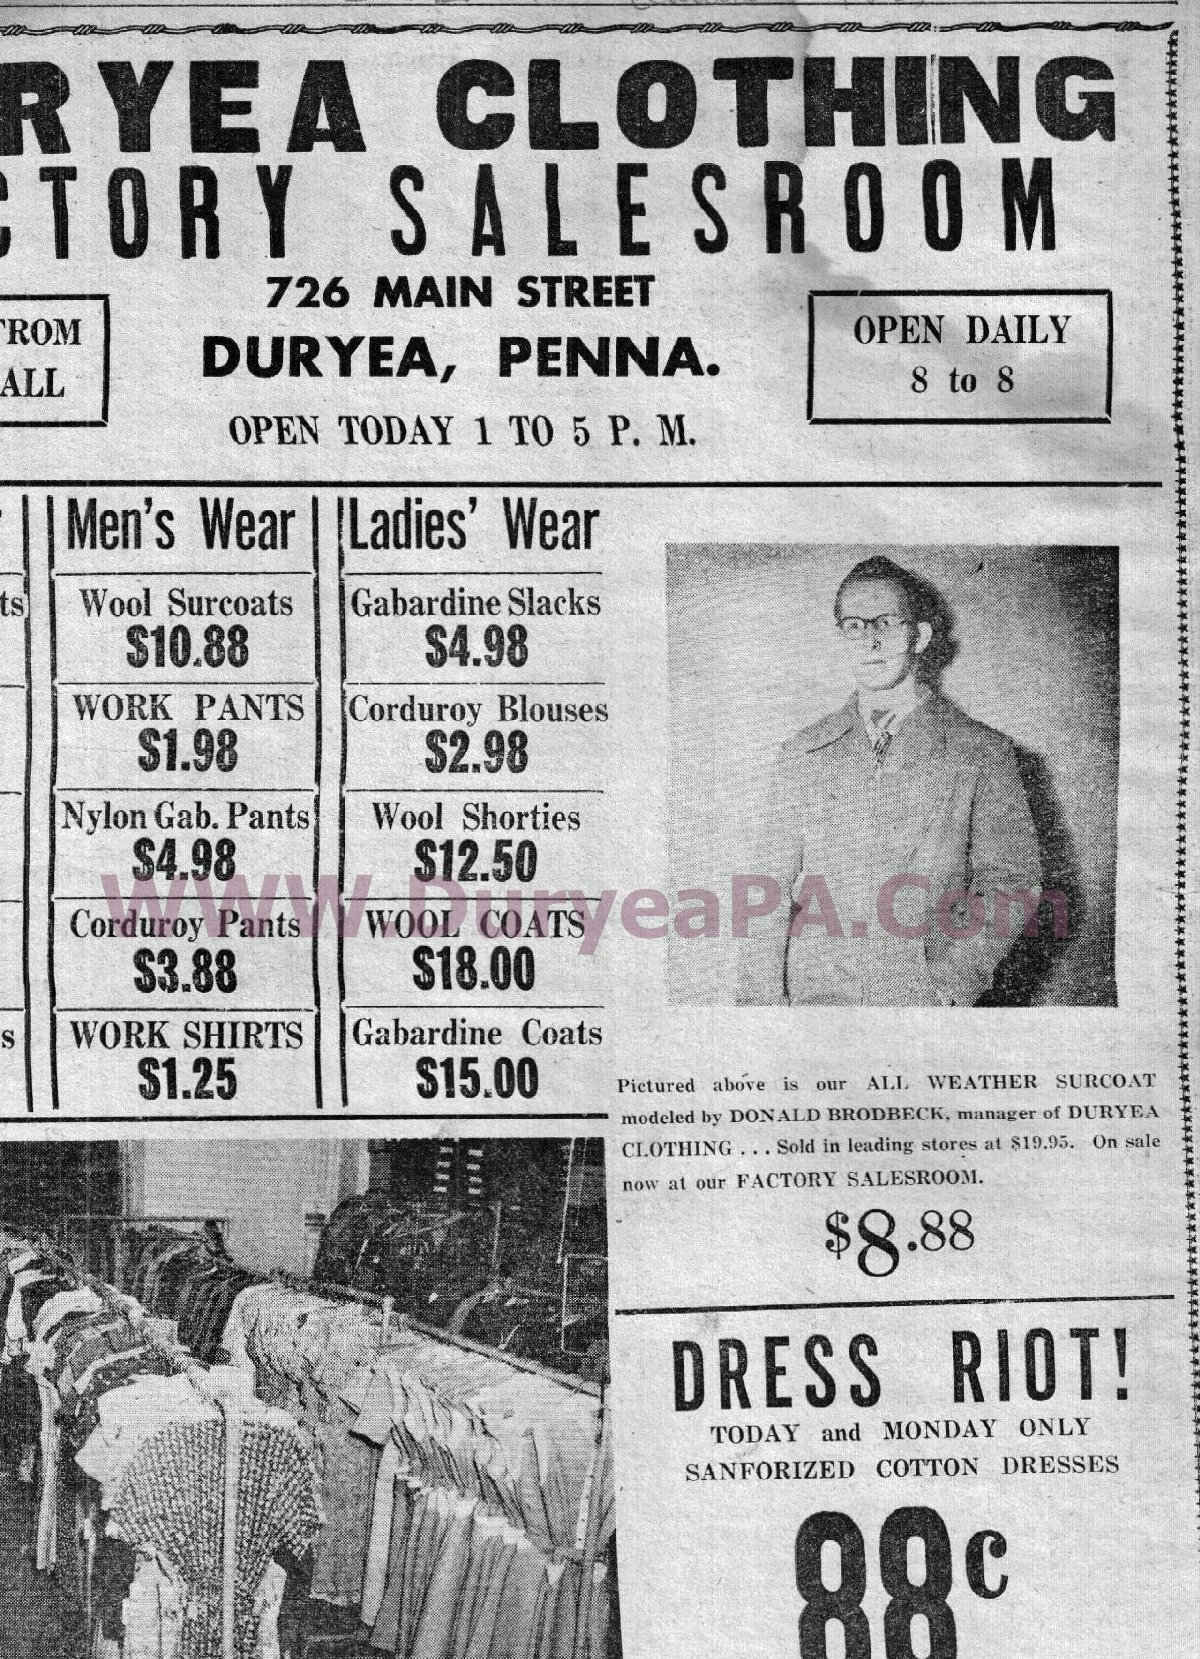 RYEA CLOTHING
CTORY SALESROOM
726 MAIN STREET
DURYEA, PENNA.
OPEN TODAY 1 TO 5 P. M.
FROM
ALL
OPEN DAILY
8 to 8
ts
s
Men's Wear
Wool Surcoats
$10.88
WORK PANTS
$1.98
Nylon Gab. Pants
$4.98
Corduroy Pants
$3.88
WORK SHIRTS
$1.25
Ladies' Wear
Gabardine Slacks
$4.98
Corduroy Blouses
$2.98
Wool Shorties
$12.50
WOOL COATS
$18.00
Gabardine Coats
$15.00
WWW.DuryeaPA.Com
Pictured above is our ALL WEATHER SURCOAT
modeled by DONALD BRODBECK, manager of DURYEA
CLOTHING . . . Sold in leading stores at $19.95. On sale
now at our FACTORY SALESROOM.
$8.88
DRESS RIOT!
TODAY and MONDAY ONLY
SANFORIZED COTTON DRESSES
88c